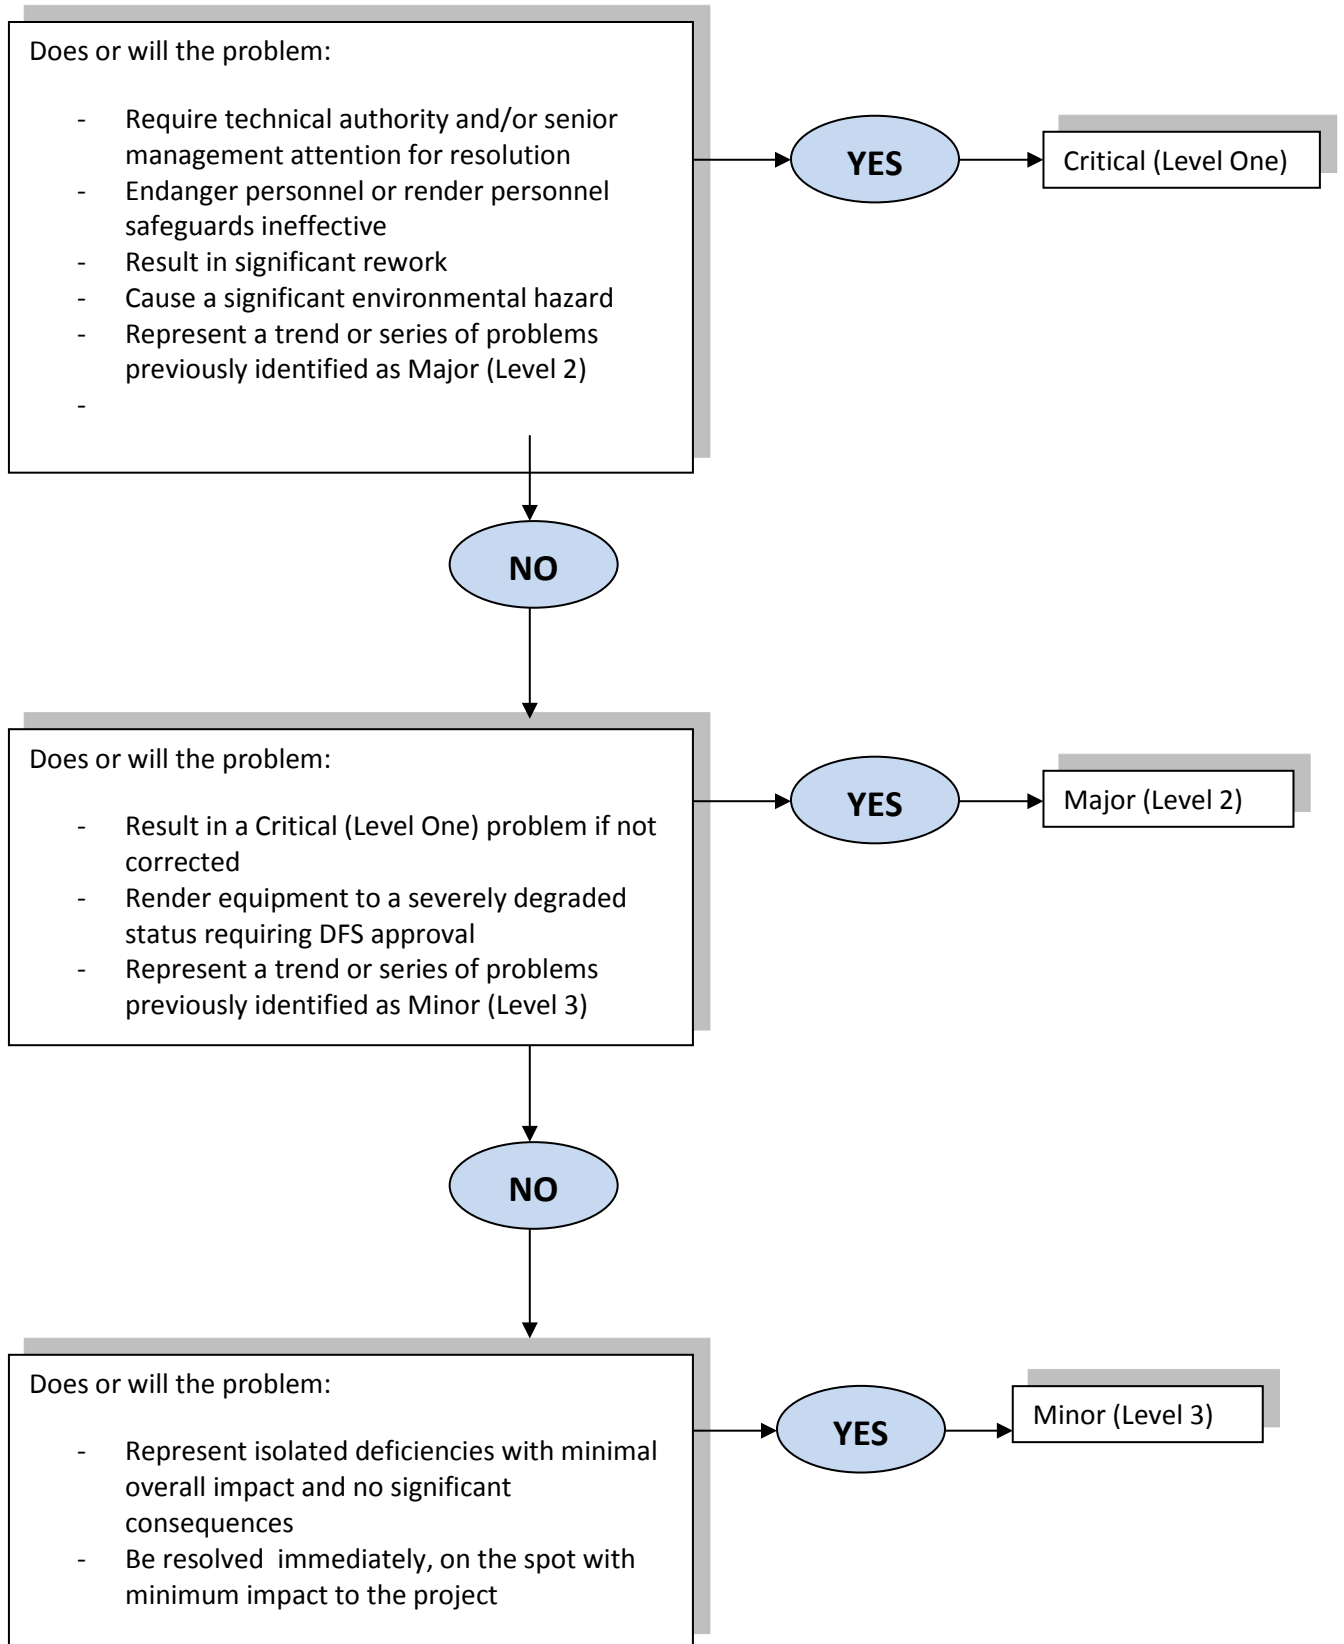 Does or will the problem:
- Require technical authority and/or senior
management attention for resolution
- Endanger personnel or render personnel
safeguards ineffective
- Result in significant rework
- Cause a significant environmental hazard
- Represent a trend or series of problems
previously identified as Major (Level 2)
-
YES
Critical (Level One)
NO
Does or will the problem:
- Result in a Critical (Level One) problem if not
corrected
- Render equipment to a severely degraded
status requiring DFS approval
- Represent a trend or series of problems
previously identified as Minor (Level 3)
YES
Major (Level 2)
NO
Does or will the problem:
- Represent isolated deficiencies with minimal
overall impact and no significant
consequences
- Be resolved  immediately, on the spot with
minimum impact to the project
YES
Minor (Level 3)